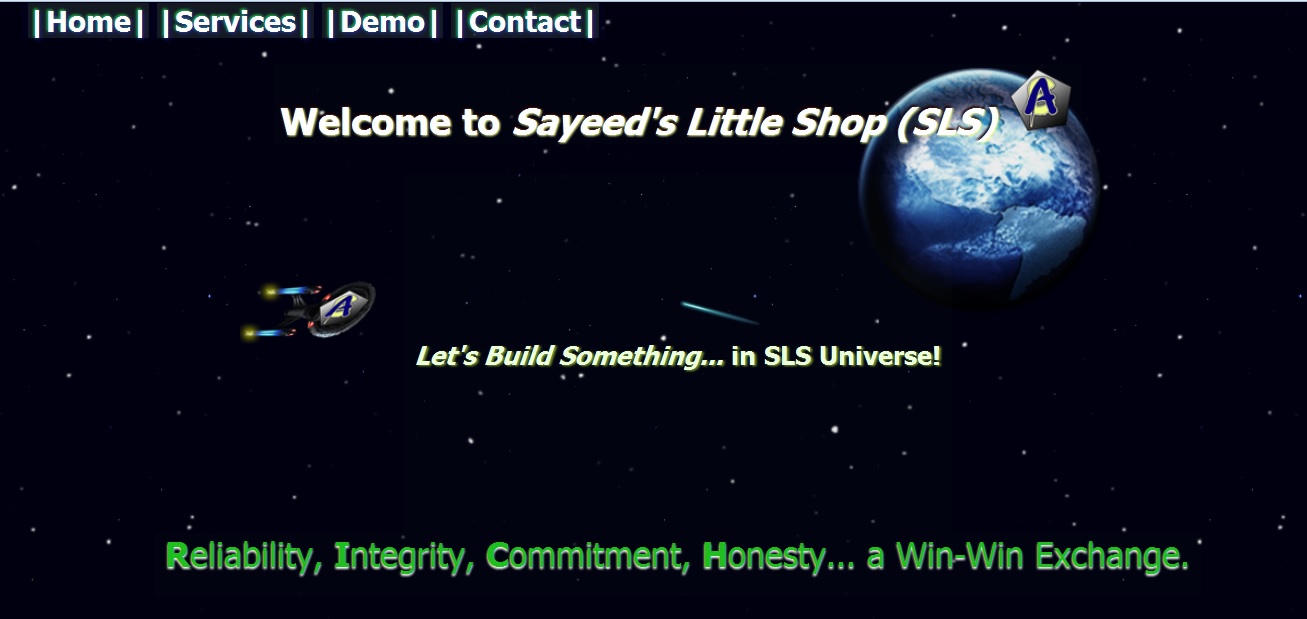 |Home| |Services| |Demo| |Contact|
Welcome to Sayeed's Little Shop (SLS)
A
A
Let's Build Something... in SLS Universe!
Reliability, Integrity, Commitment, Honesty... a Win-Win Exchange.